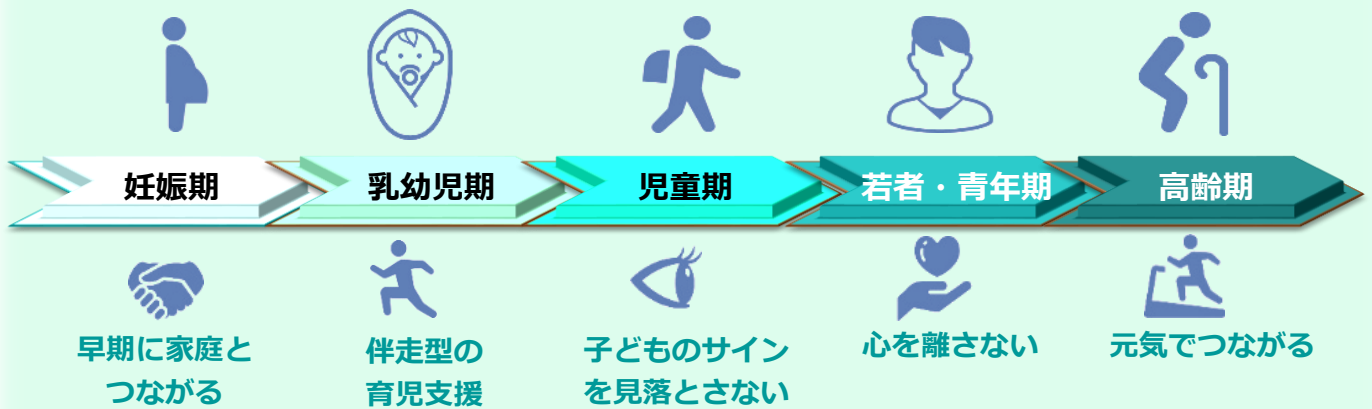 妊娠期
乳幼児期
児童期
若者・青年期
高齢期
早期に家庭と
つながる
伴走型の
育児支援
子どものサイン
を見落とさない
心を離さない
元気でつながる